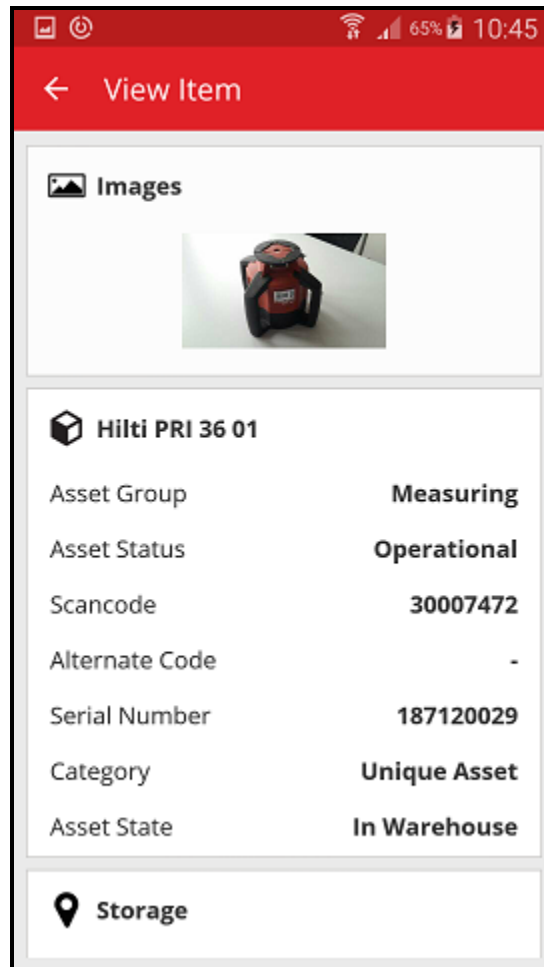 65% 10:45
View Item
Images
Hilti PRI 36 01
Asset Group Measuring
Asset Status Operational
Scancode 30007472
Alternate Code -
Serial Number 187120029
Category Unique Asset
Asset State In Warehouse
Storage